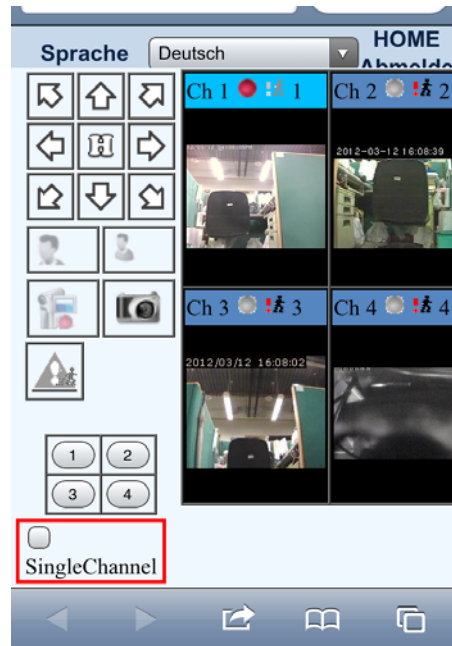 Sprache Deutsch HOME
Ch 1 1 Ch 2 2
2012-03-12 16:08:39
H
Ch 3 3 Ch 4 4
2012/03/12 16:08:02
1 2
3 4
SingleChannel